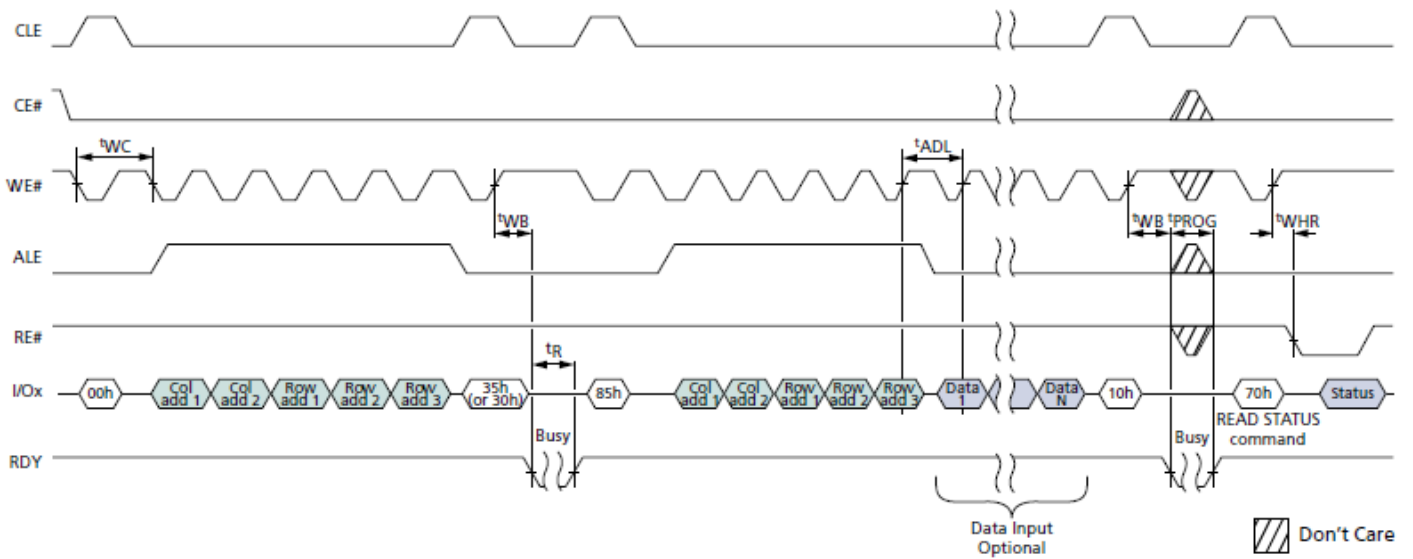 CLE
CE#
tWC
tADL
WE#
tWB
tWB
tPROG
tWHR
ALE
RE#
tR
I/Ox
00h
Col
add 1
Col
add 2
Row
add 1
Row
add 2
Row
add 3
35h
(or 30h)
85h
Col
add 1
Col
add 2
Row
add 1
Row
add 2
Row
add 3
Data
1
Data
N
10h
70h
Status
READ STATUS
command
Busy
Busy
RDY
Data Input
Optional
Don't Care